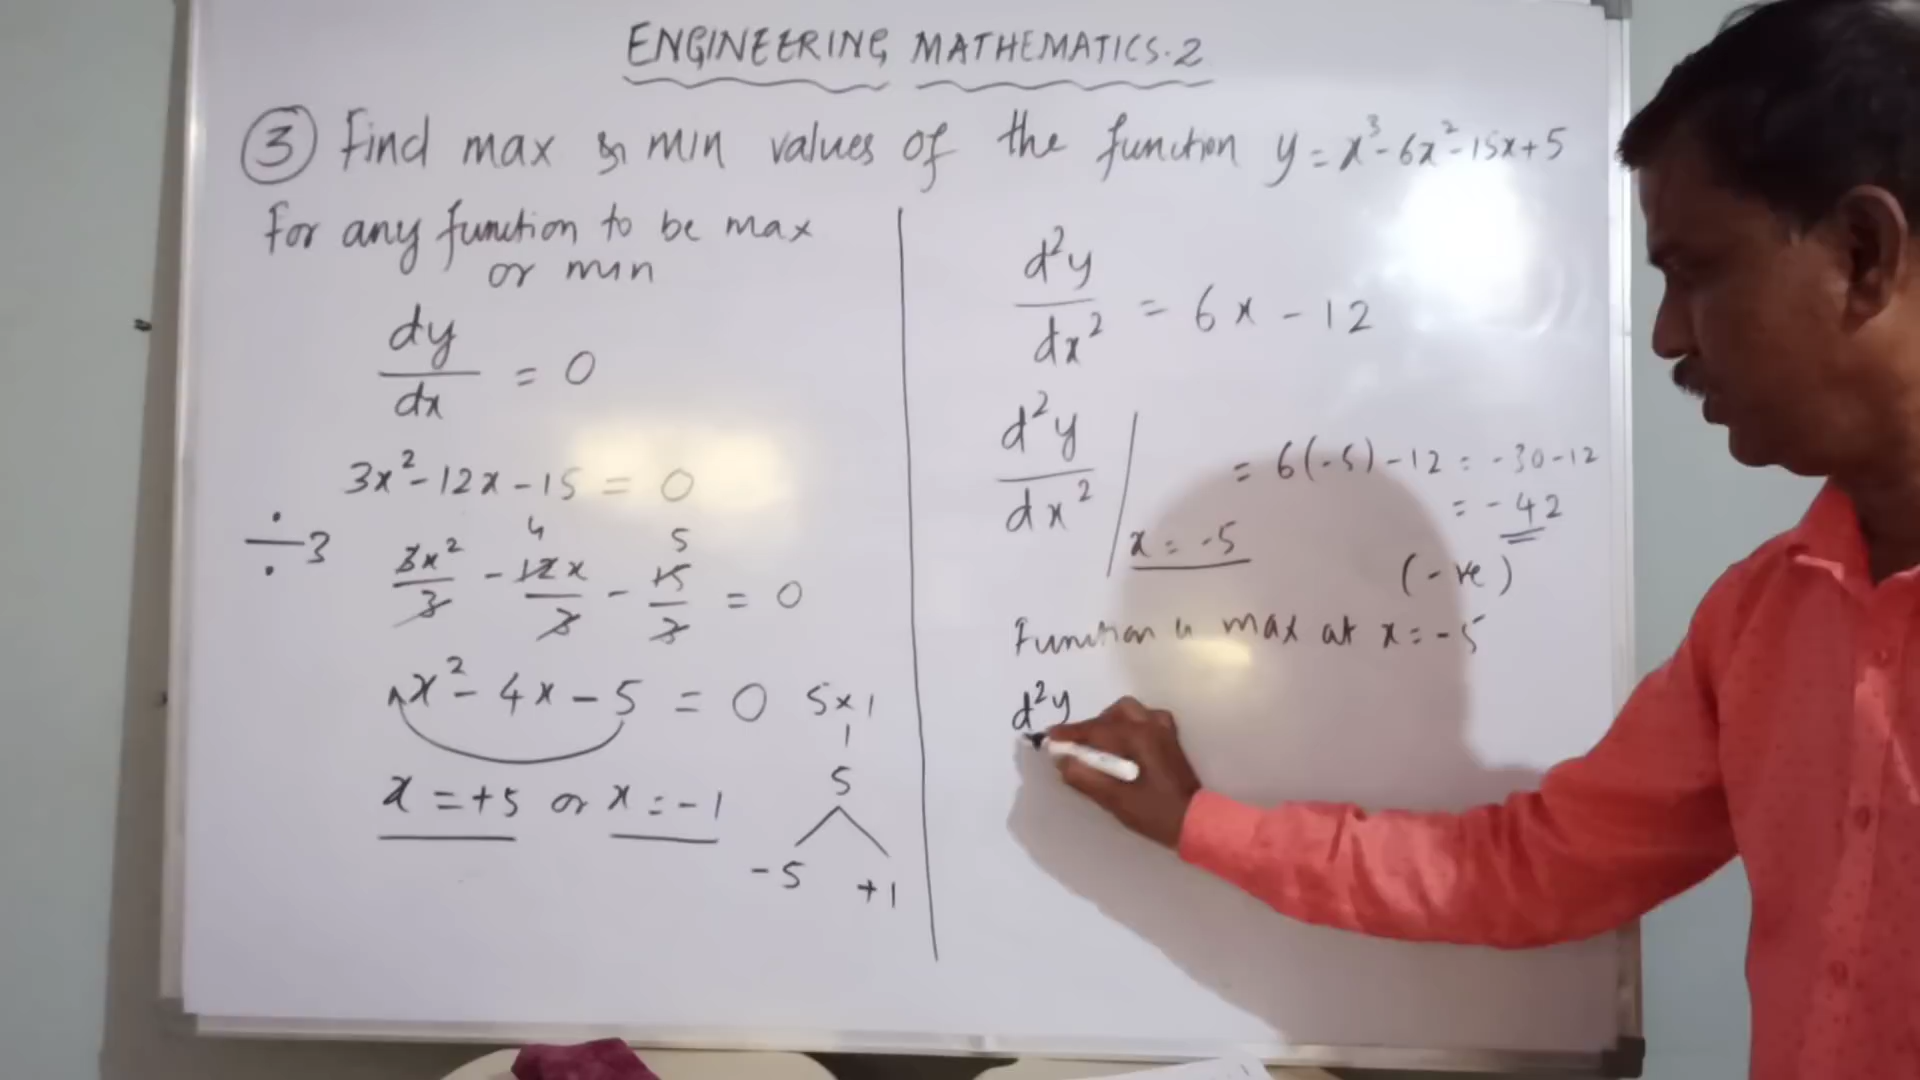 ENGINEERING MATHEMATICS.2
③ Find max & min values of the function y = x³ - 6x² - 15x + 5
For any function to be max
or min
dy/dx = 0
3x² - 12x - 15 = 0
÷3
4 5
3x²/3 - 12x/3 - 15/3 = 0
x² - 4x - 5 = 0
x = +5 or x = -1
5 x 1
5
-5 +1
d²y/dx² = 6x - 12
d²y/dx² / x = -5 = 6(-5) - 12 = -30 - 12
= -42
(-ve)
Function is max at x = -5
d²y